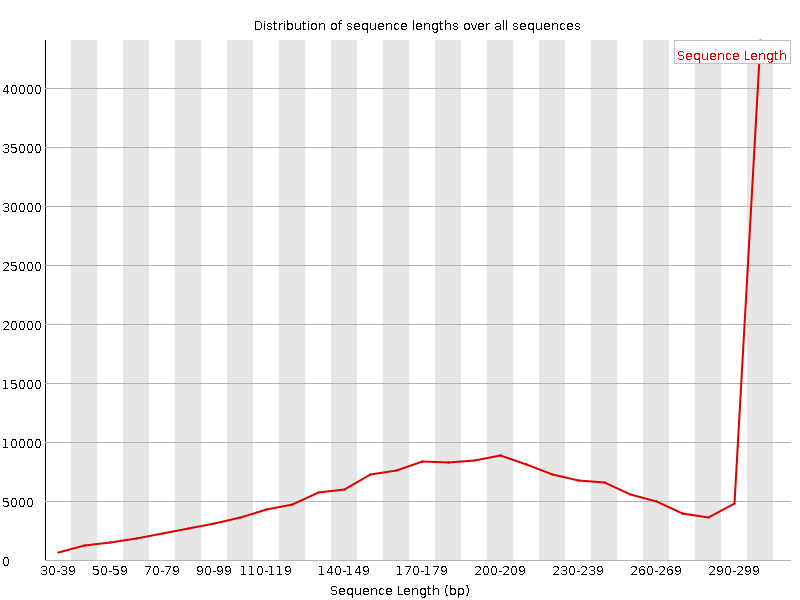 Distribution of sequence lengths over all sequences
Sequence Length
40000
35000
30000
25000
20000
15000
10000
5000
0
30-39 50-59 70-79 90-99 110-119 140-149 170-179 200-209 230-239 260-269 290-299
Sequence Length (bp)